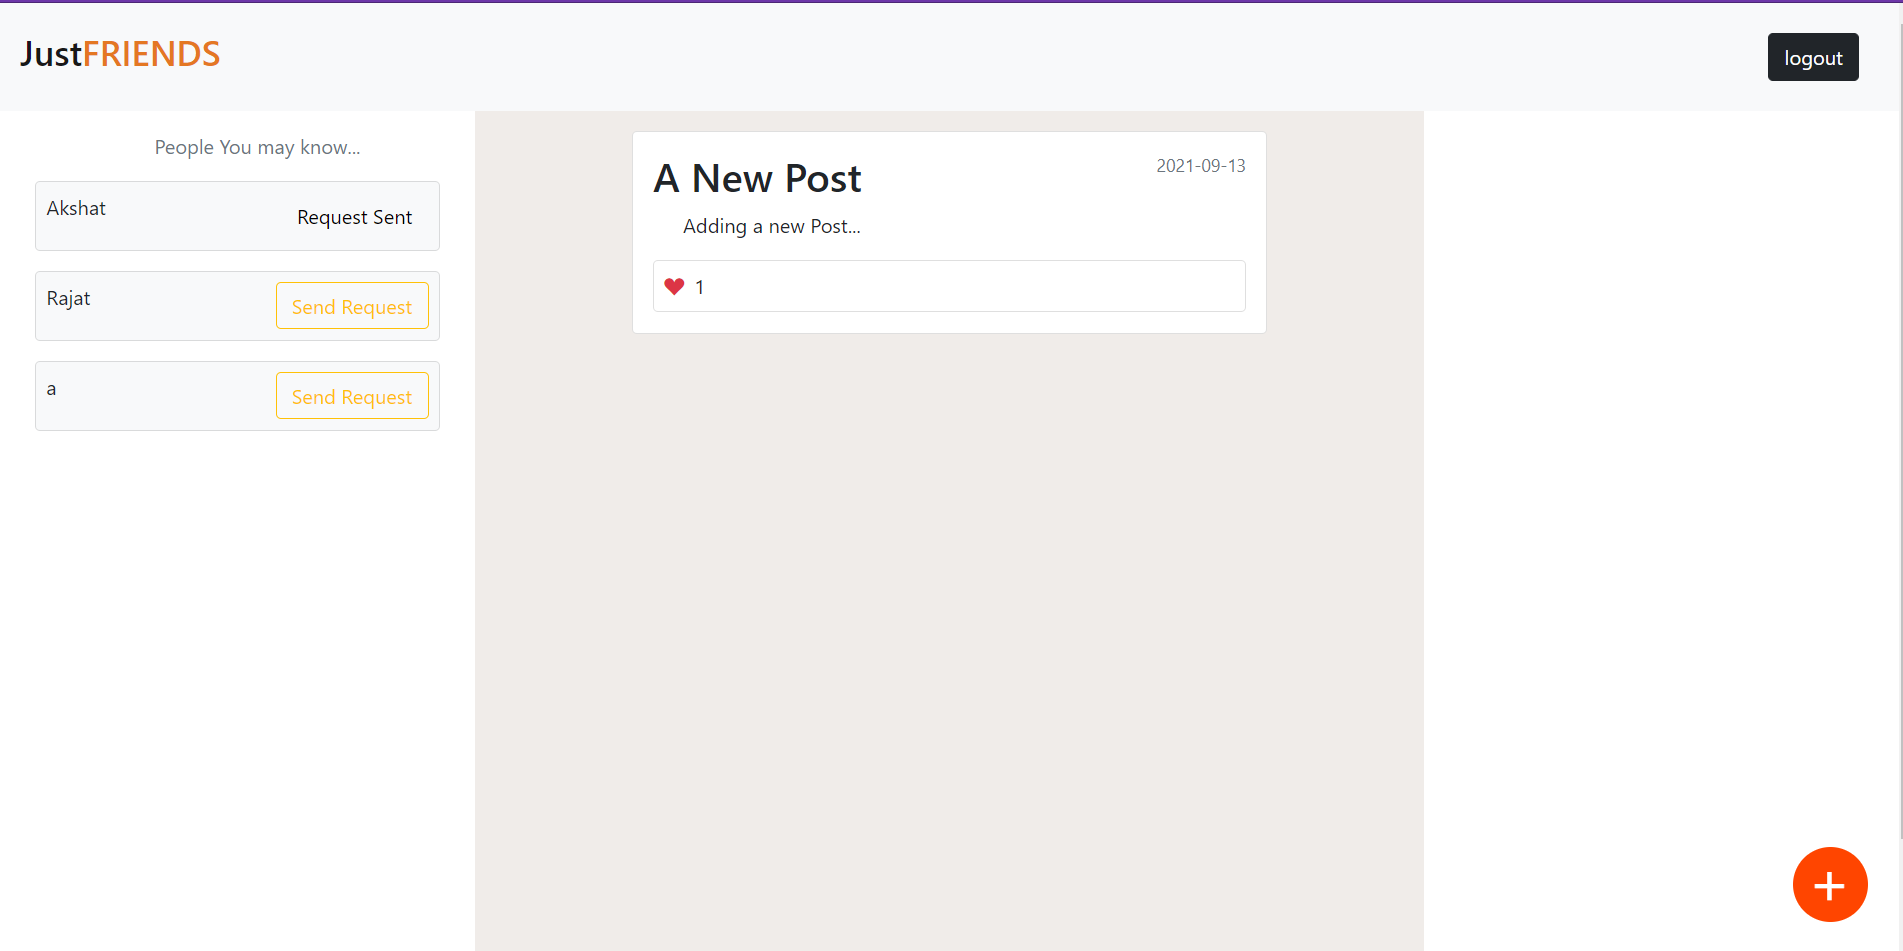 JustFRIENDS
logout
People You may know...
Akshat
Request Sent
Rajat
Send Request
a
Send Request
A New Post
2021-09-13
Adding a new Post...
1